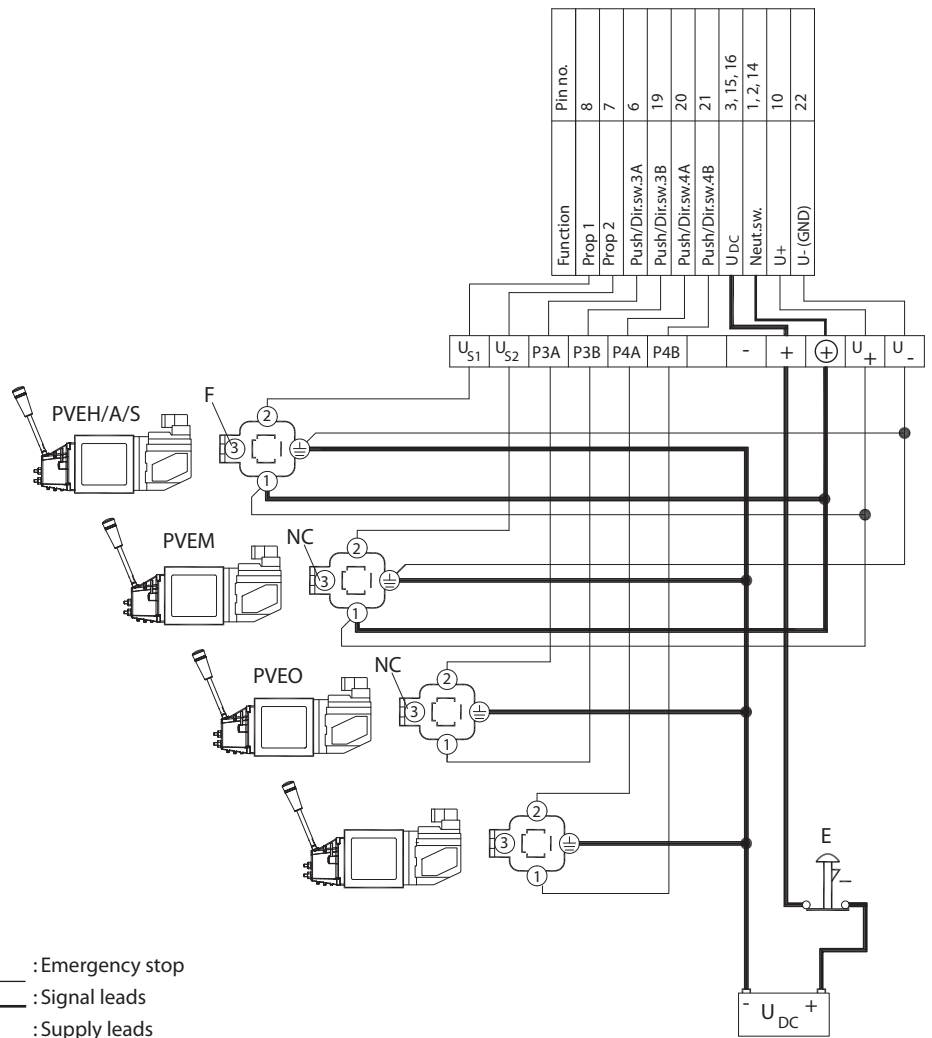 Function Pin no.
Prop 1 8
Prop 2 7
Push/Dir.sw.3A 6
Push/Dir.sw.3B 19
Push/Dir.sw.4A 20
Push/Dir.sw.4B 21
UDC 3, 15, 16
Neut.sw. 1, 2, 14
U+ 10
U- (GND) 22
US1 US2 P3A P3B P4A P4B - + + U+ U-
PVEH/A/S
F
2
3
1
PVEM
NC
2
3
1
PVEO
NC
2
3
1
2
3
1
E
: Emergency stop
: Signal leads
: Supply leads
- UDC +